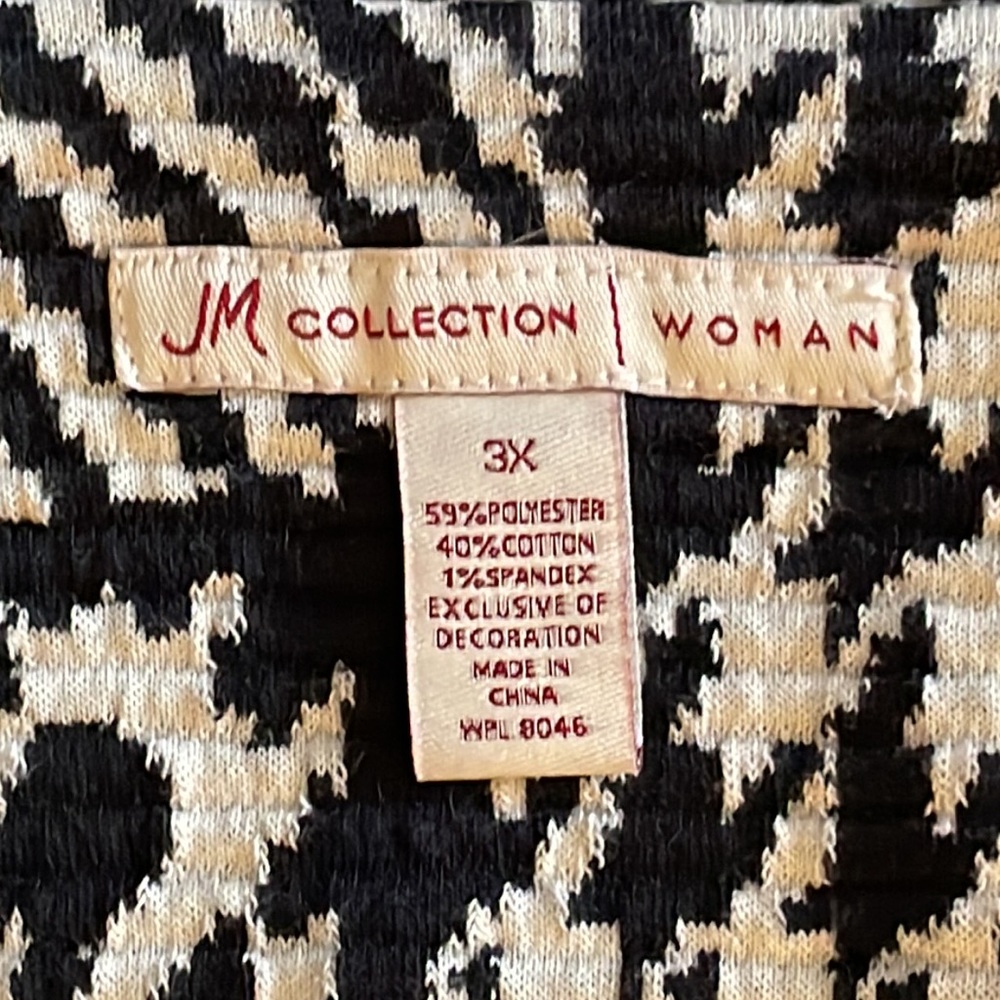 JM COLLECTION | WOMAN
3X
59%POLYESTER
40%COTTON
1%SPANDEX
EXCLUSIVE OF
DECORATION
MADE IN
CHINA
WPL 8046